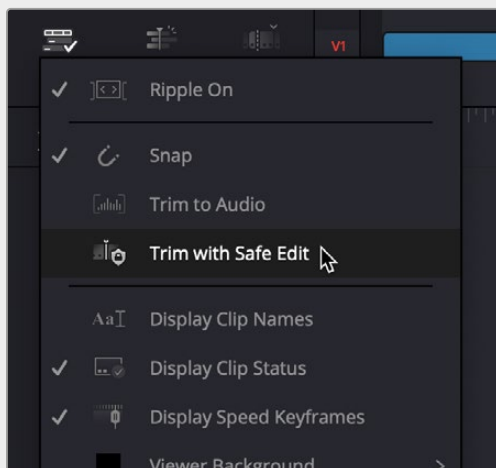 V1
Ripple On
Snap
Trim to Audio
Trim with Safe Edit
AaI Display Clip Names
Display Clip Status
Display Speed Keyframes
Viewer Background